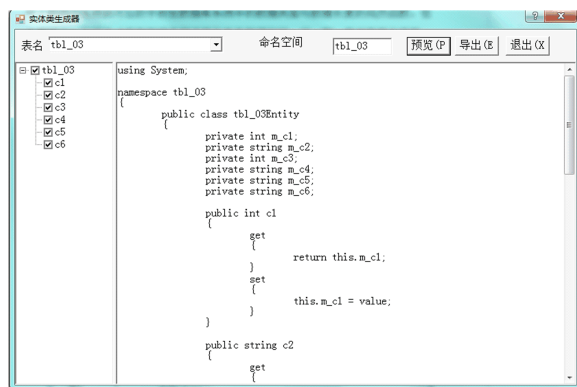 实体类生成器
表名 tbl_03 命名空间 tbl_03 预览(P 导出(E 退出(X
tbl_03
c1
c2
c3
c4
c5
c6
using System;
namespace tbl_03
{
public class tbl_03Entity
{
private int m_c1;
private string m_c2;
private int m_c3;
private string m_c4;
private string m_c5;
private string m_c6;
public int c1
{
get
{
return this.m_c1;
}
set
{
this.m_c1 = value;
}
}
public string c2
{
get
{